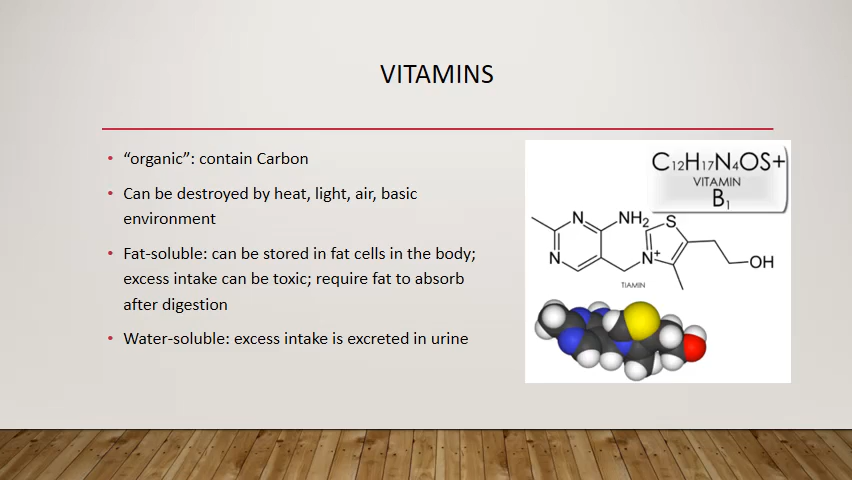 VITAMINS
• "organic": contain Carbon
• Can be destroyed by heat, light, air, basic
environment
• Fat-soluble: can be stored in fat cells in the body;
excess intake can be toxic; require fat to absorb
after digestion
• Water-soluble: excess intake is excreted in urine
C₁₂H₁₇N₄OS+
VITAMIN
B₁
N NH₂ S
N N⁺ OH
TIAMIN